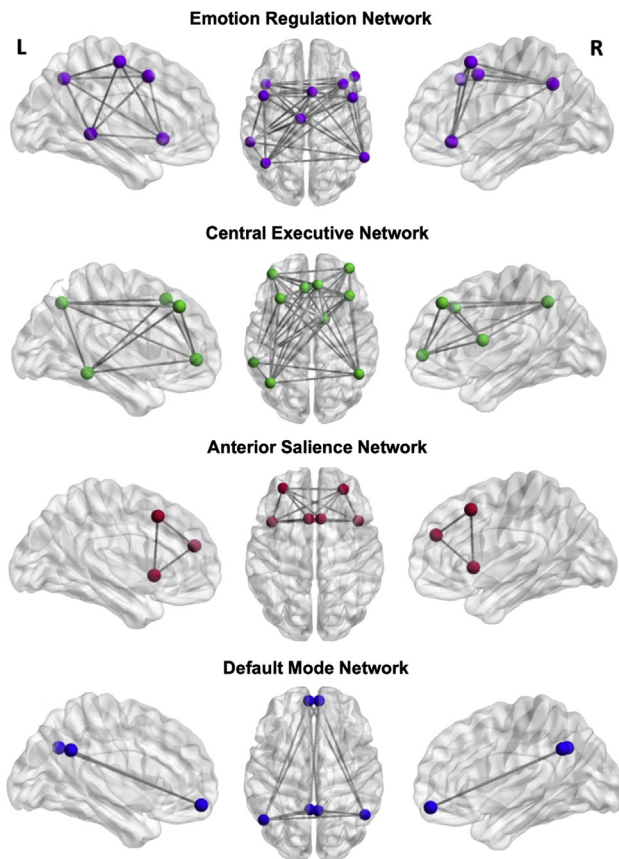 Emotion Regulation Network
L
R
Central Executive Network
Anterior Salience Network
Default Mode Network